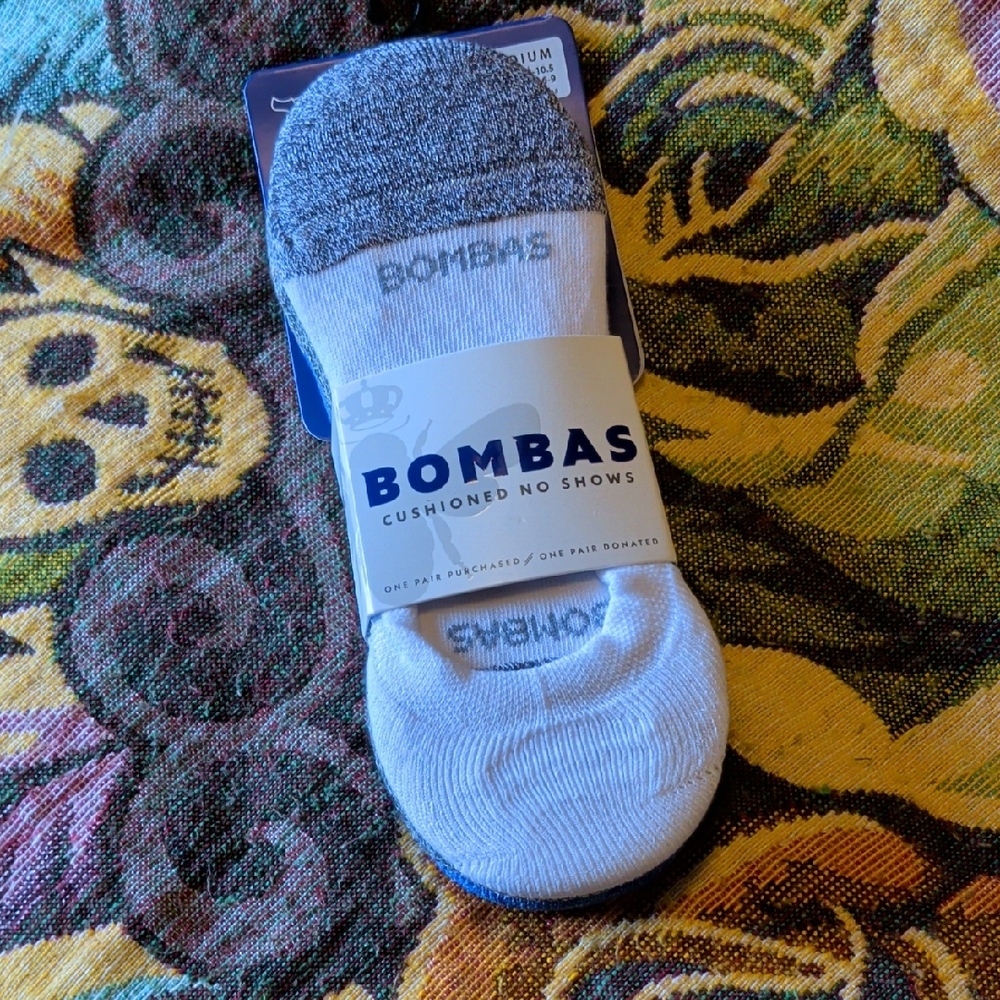 BOMBAS
BOMBAS
CUSHIONED NO SHOWS
ONE PAIR PURCHASED // ONE PAIR DONATED
BOMBAS